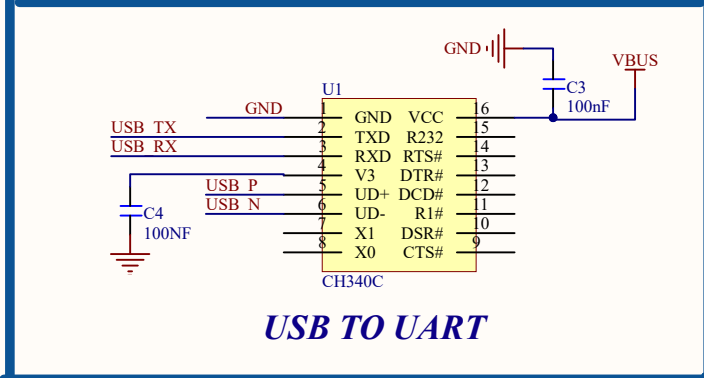 GND
VBUS
C3
100nF
U1
GND
USB_TX
USB_RX
USB_P
USB_N
C4
100NF
1 GND VCC 16
2 TXD R232 15
3 RXD RTS# 14
4 V3 DTR# 13
5 UD+ DCD# 12
6 UD- R1# 11
7 X1 DSR# 10
8 X0 CTS# 9
CH340C
USB TO UART